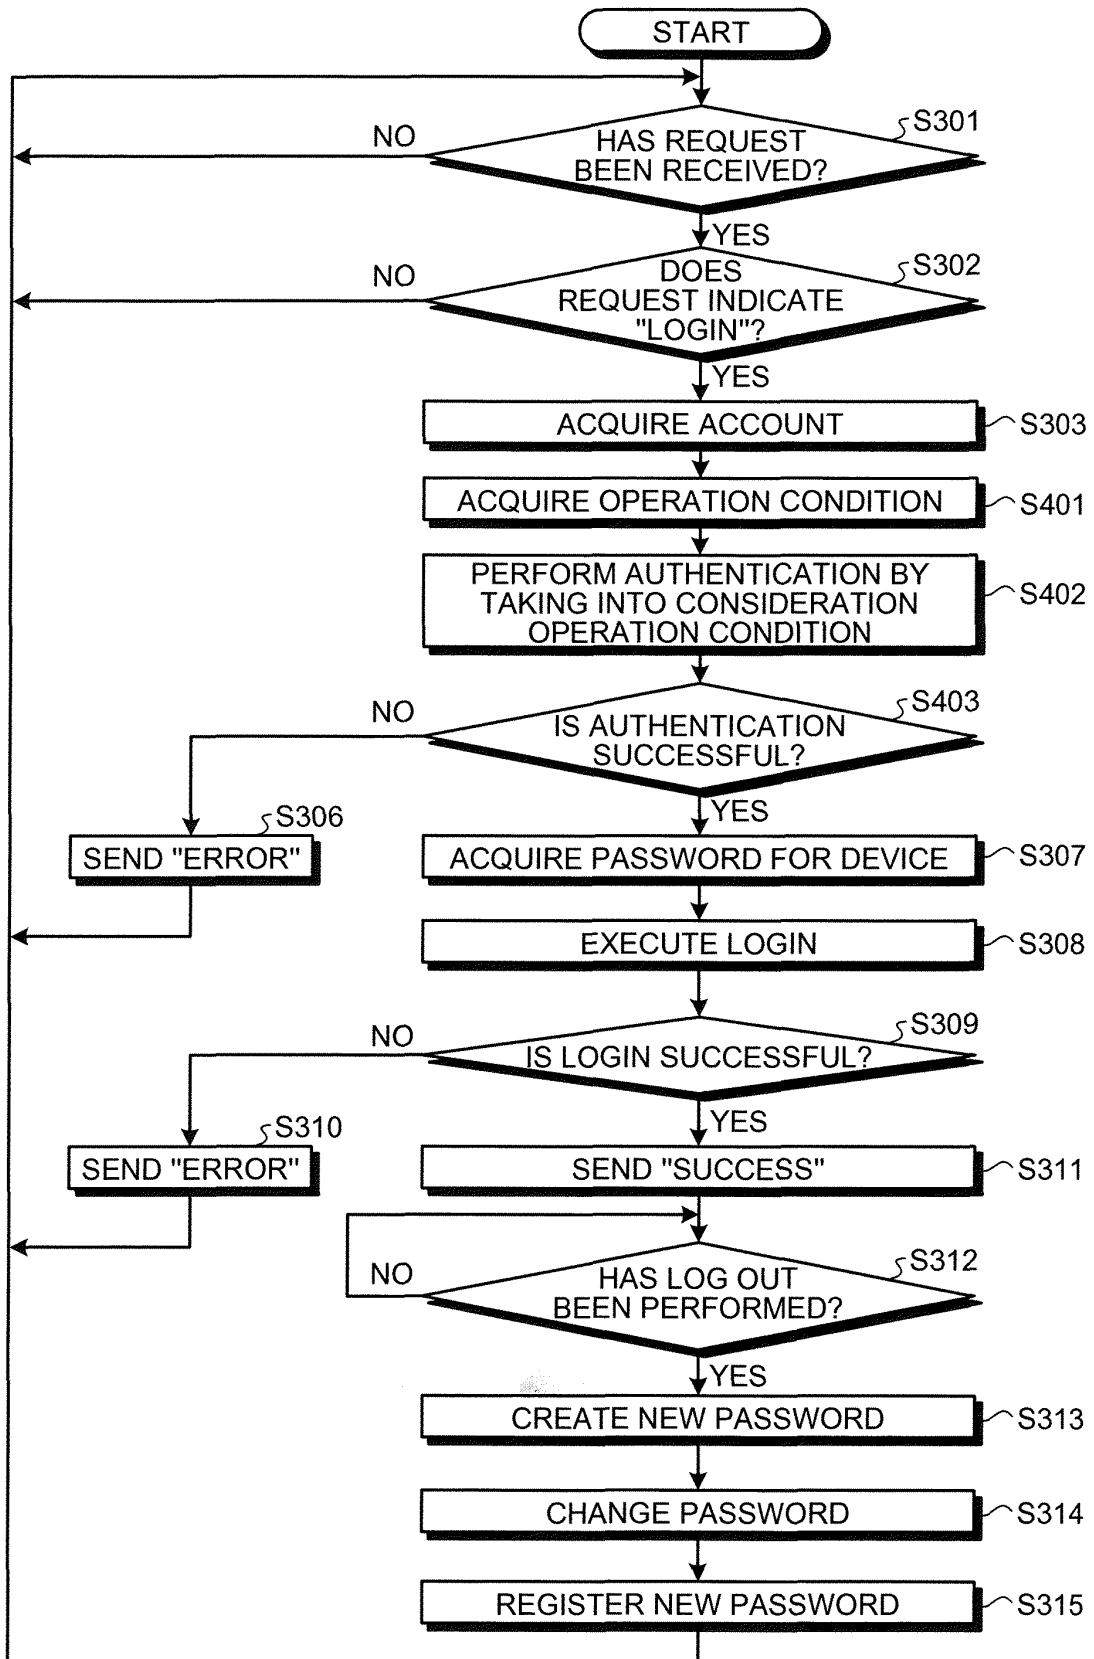 START
S301
NO
HAS REQUEST
BEEN RECEIVED?
YES
S302
NO
DOES
REQUEST INDICATE
"LOGIN"?
YES
ACQUIRE ACCOUNT
S303
ACQUIRE OPERATION CONDITION
S401
PERFORM AUTHENTICATION BY
TAKING INTO CONSIDERATION
OPERATION CONDITION
S402
S403
NO
IS AUTHENTICATION
SUCCESSFUL?
YES
S306
SEND "ERROR"
ACQUIRE PASSWORD FOR DEVICE
S307
EXECUTE LOGIN
S308
S309
NO
IS LOGIN SUCCESSFUL?
YES
S310
SEND "ERROR"
SEND "SUCCESS"
S311
S312
NO
HAS LOG OUT
BEEN PERFORMED?
YES
CREATE NEW PASSWORD
S313
CHANGE PASSWORD
S314
REGISTER NEW PASSWORD
S315